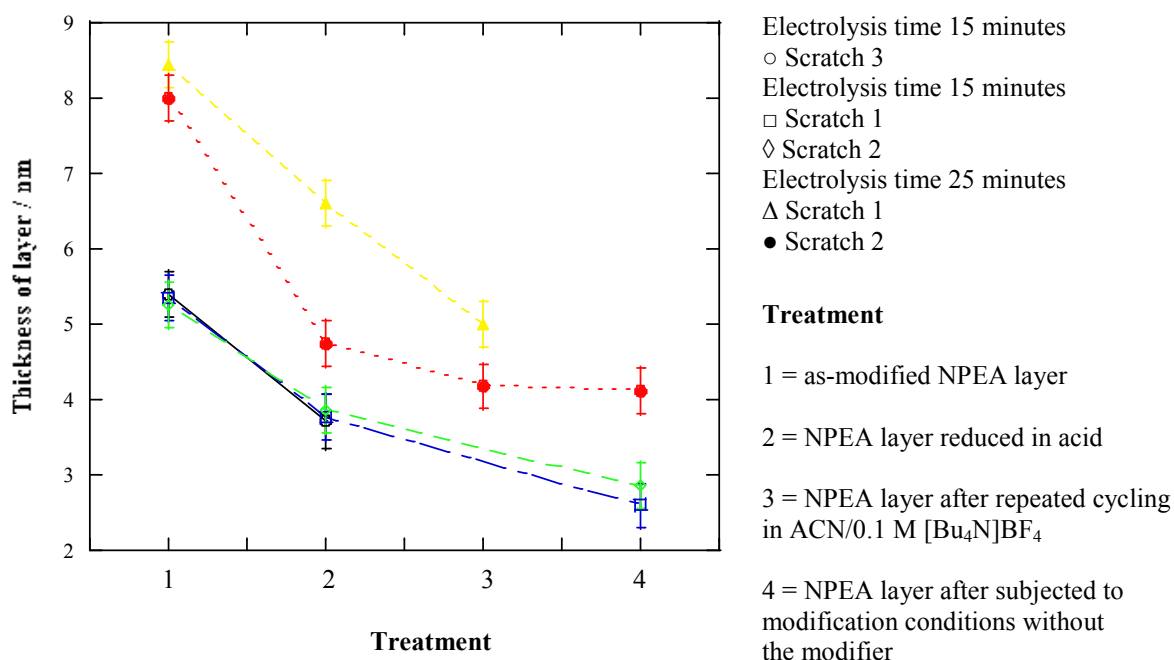 9
8
7
6
5
4
3
2
Thickness of layer / nm
1 2 3 4
Treatment
Electrolysis time 15 minutes
○ Scratch 3
Electrolysis time 15 minutes
□ Scratch 1
◊ Scratch 2
Electrolysis time 25 minutes
Δ Scratch 1
● Scratch 2
Treatment
1 = as-modified NPEA layer
2 = NPEA layer reduced in acid
3 = NPEA layer after repeated cycling
in ACN/0.1 M [Bu₄N]BF₄
4 = NPEA layer after subjected to
modification conditions without
the modifier